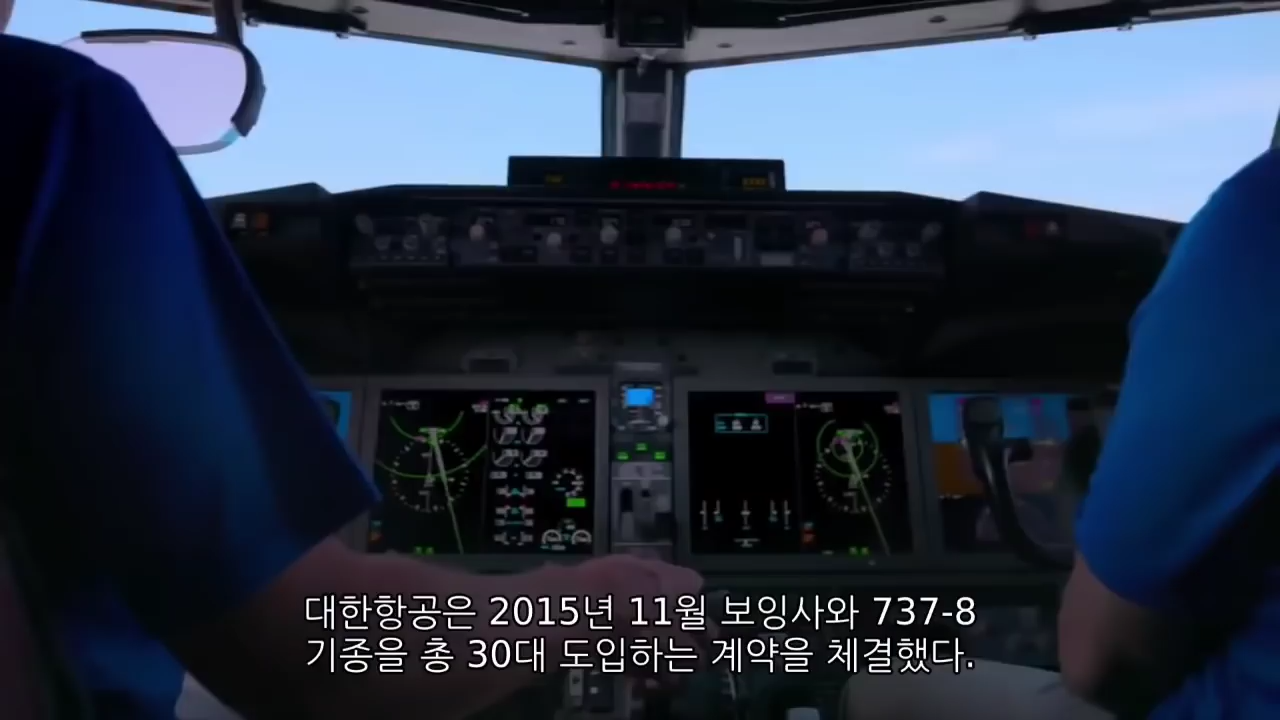 대한항공은 2015년 11월 보잉사와 737-8
기종을 총 30대 도입하는 계약을 체결했다.